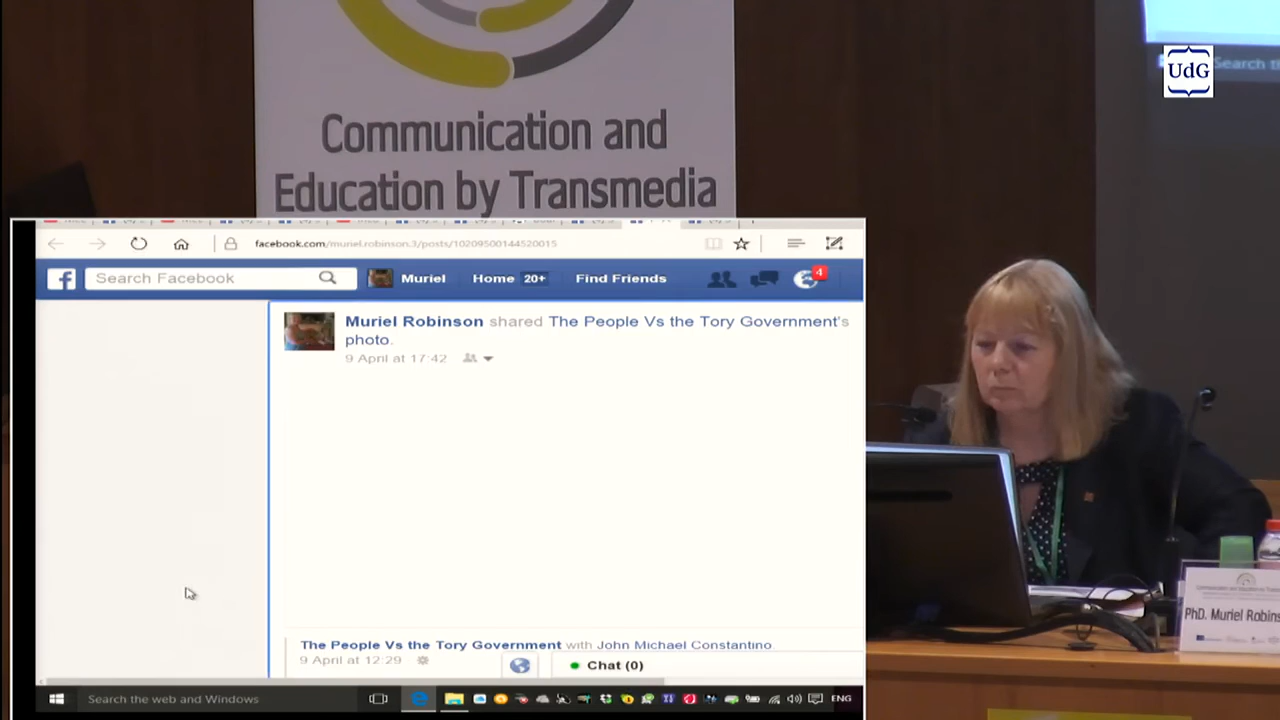 Communication and
Education by Transmedia
UdG
Search t
facebook.com/muriel.robinson.3/posts/10209500144520015
f
Search Facebook
Muriel
Home 20+
Find Friends
4
Muriel Robinson shared The People Vs the Tory Government's
photo.
9 April at 17:42
The People Vs the Tory Government with John Michael Constantino
9 April at 12:29
Chat (0)
Search the web and Windows
ENG
PhD. Muriel Robins